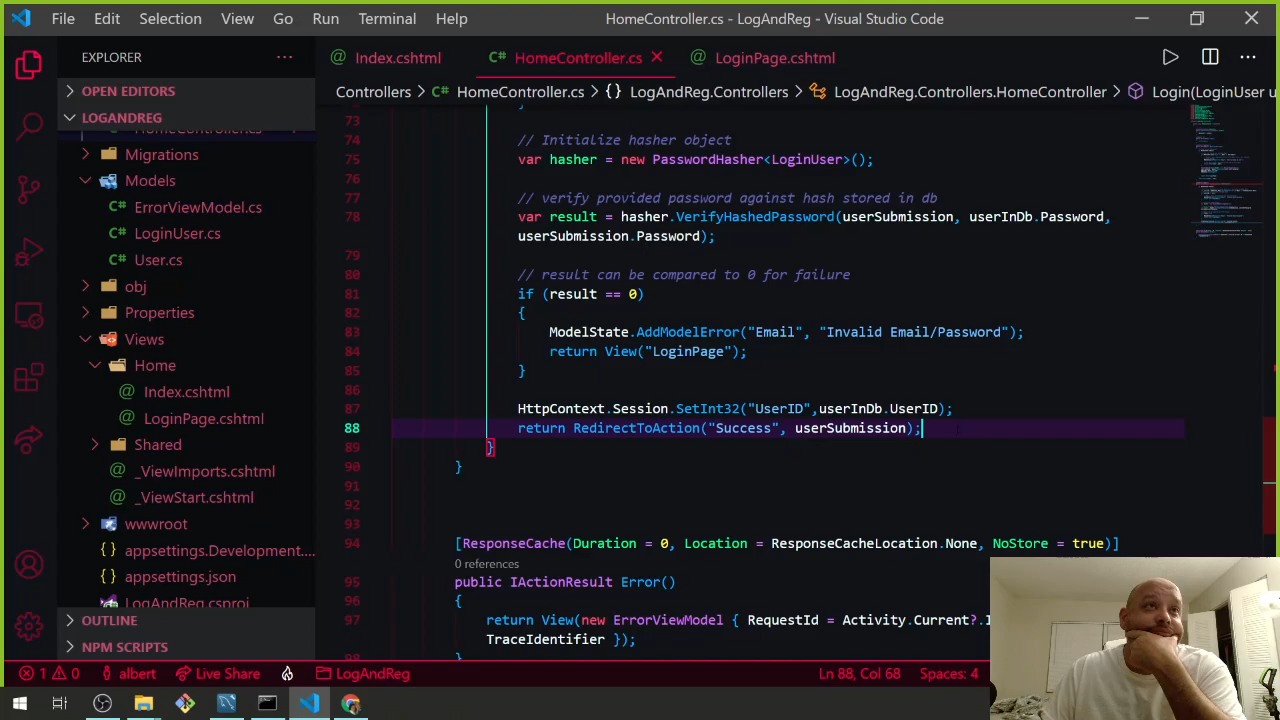 File Edit Selection View Go Run Terminal Help HomeController.cs - LogAndReg - Visual Studio Code
EXPLORER
Index.cshtml HomeController.cs LoginPage.cshtml
OPEN EDITORS
LOGANDREG
HomeController.cs
Migrations
Models
ErrorViewModel.cs
LoginUser.cs
User.cs
obj
Properties
Views
Home
Index.cshtml
LoginPage.cshtml
Shared
_ViewImports.cshtml
_ViewStart.cshtml
wwwroot
appsettings.Development....
appsettings.json
LogAndReg.csproj
OUTLINE
NPM SCRIPTS
Controllers > HomeController.cs > {} LogAndReg.Controllers > LogAndReg.Controllers.HomeController > Login(LoginUser u
73 }
74 // Initialize hasher object
75 var hasher = new PasswordHasher<LoginUser>();
76
77 // verify provided password against hash stored in db
78 var result = hasher.VerifyHashedPassword(userSubmission, userInDb.Password,
userSubmission.Password);
79
80 // result can be compared to 0 for failure
81 if (result == 0)
82 {
83 ModelState.AddModelError("Email", "Invalid Email/Password");
84 return View("LoginPage");
85 }
86
87 HttpContext.Session.SetInt32("UserID",userInDb.UserID);
88 return RedirectToAction("Success", userSubmission);
89 }
90 }
91
92
93
94 [ResponseCache(Duration = 0, Location = ResponseCacheLocation.None, NoStore = true)]
0 references
95 public IActionResult Error()
96 {
97 return View(new ErrorViewModel { RequestId = Activity.Current?.I
TraceIdentifier });
98 }
1 0 albert Live Share LogAndReg Ln 88, Col 68 Spaces: 4